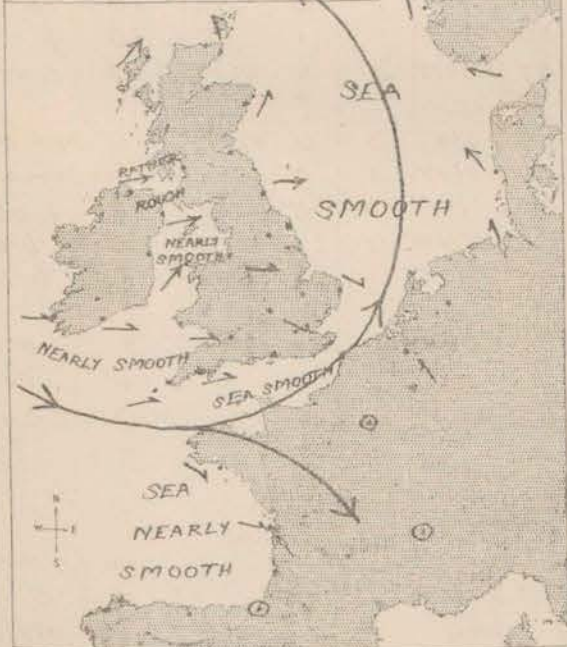 SEA
SMOOTH
RATHER
ROUGH
NEARLY
SMOOTH
NEARLY SMOOTH
SEA SMOOTH
SEA
NEARLY
SMOOTH
N
W E
S